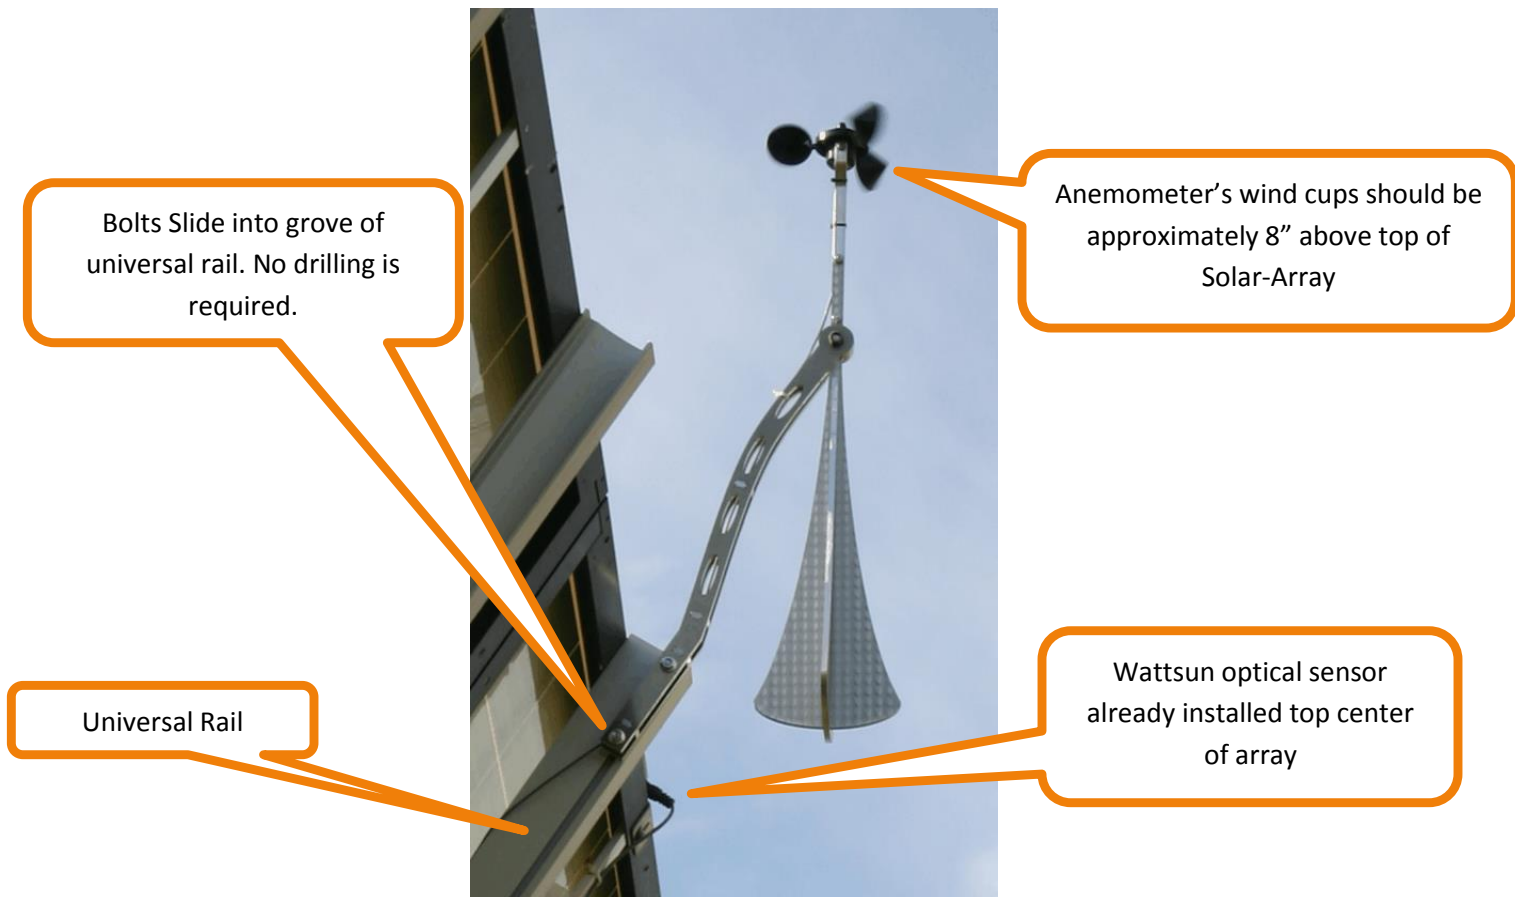 Bolts Slide into grove of
universal rail. No drilling is
required.
Anemometer’s wind cups should be
approximately 8” above top of
Solar-Array
Universal Rail
Wattsun optical sensor
already installed top center
of array